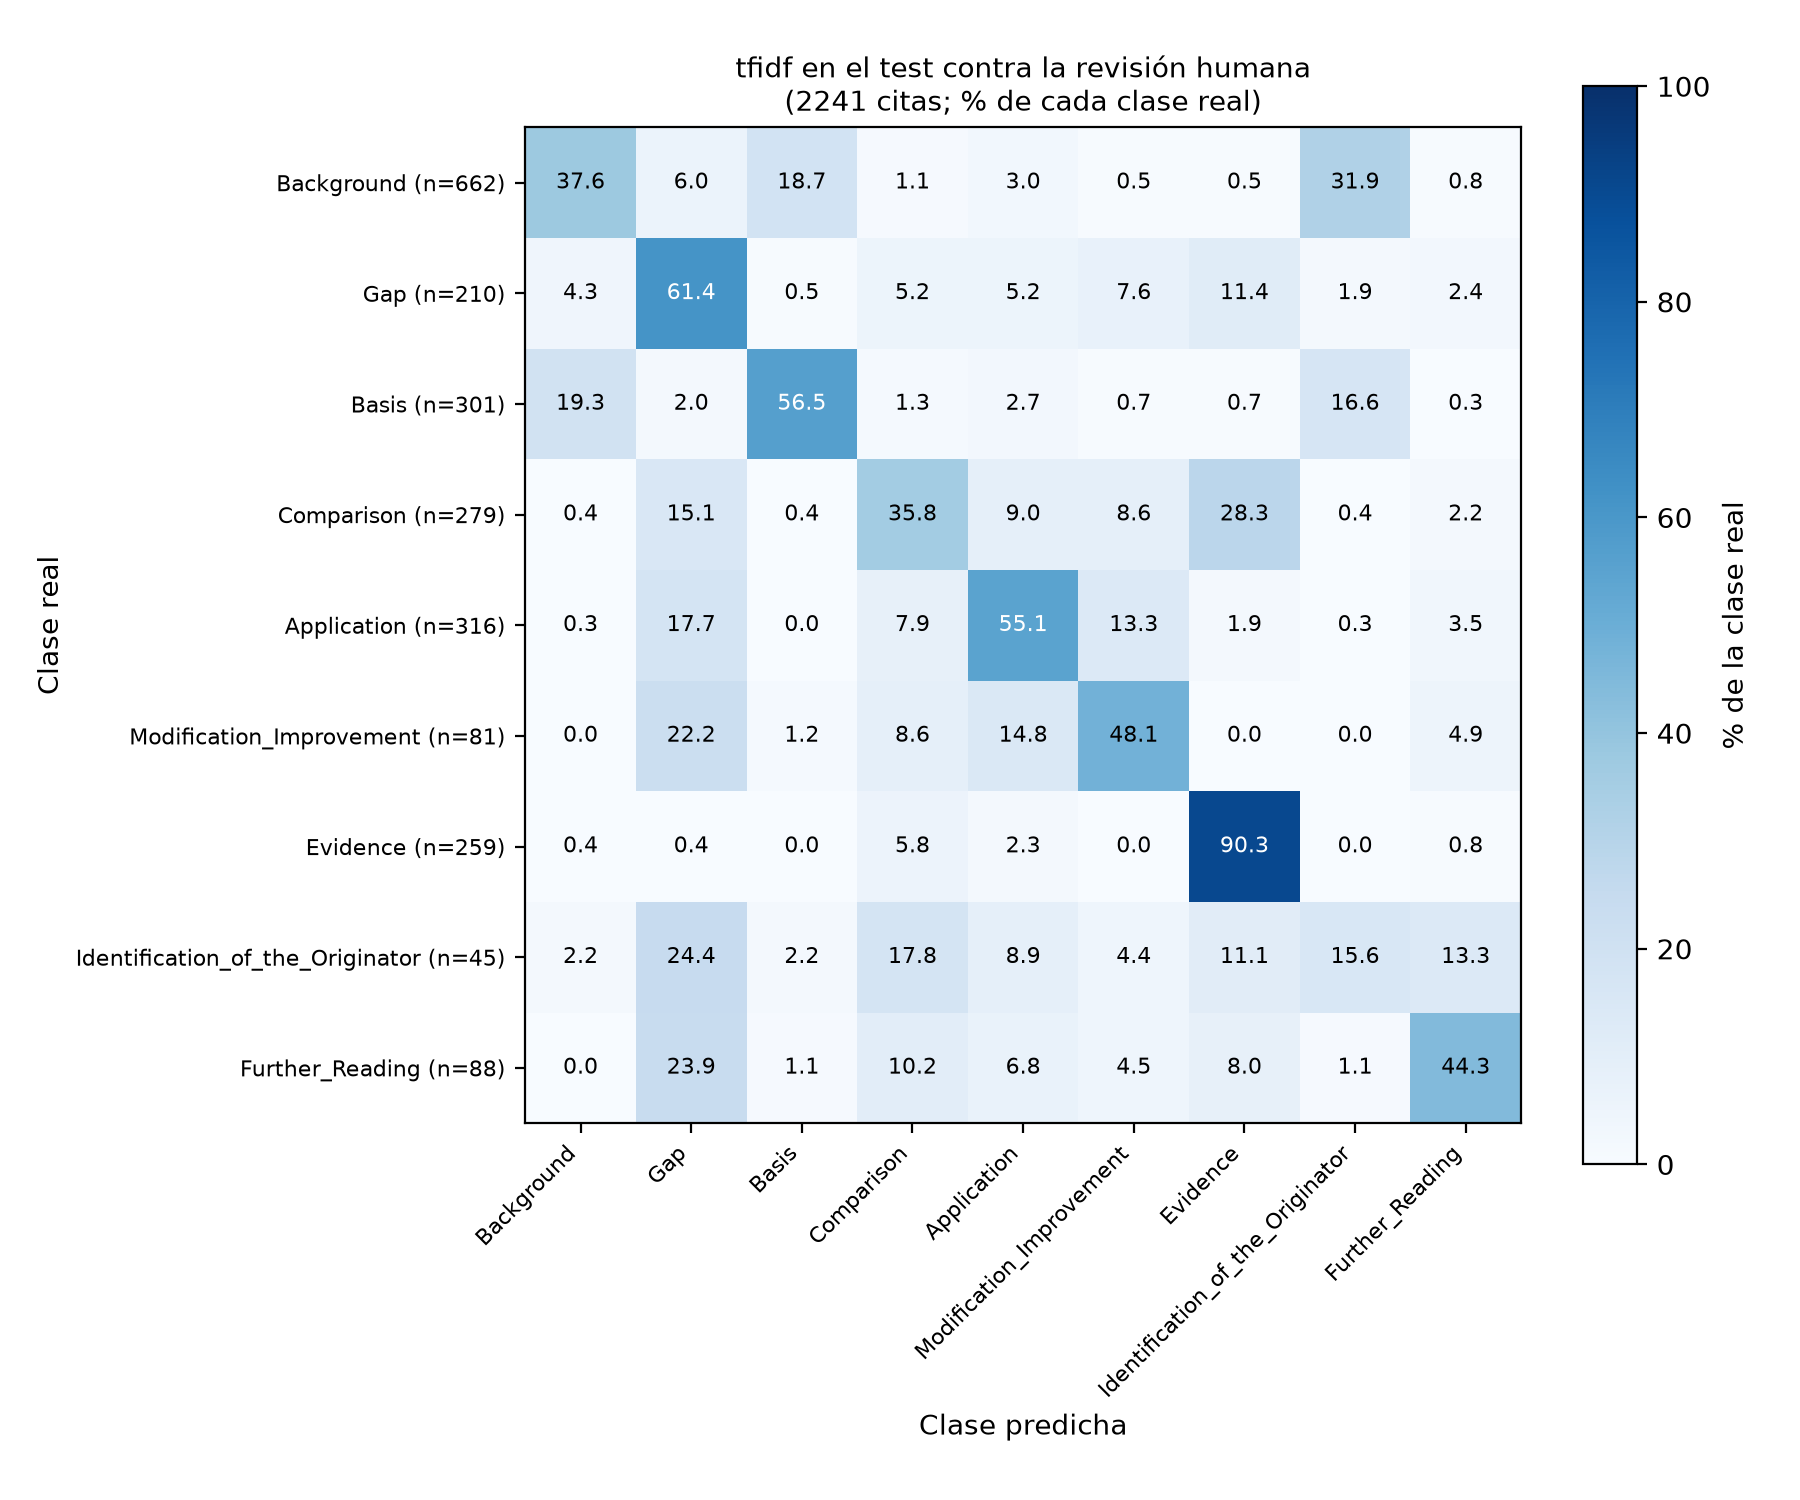 tfidf en el test contra la revisión humana
(2241 citas; % de cada clase real)
Clase real
Background (n=662) 37.6 6.0 18.7 1.1 3.0 0.5 0.5 31.9 0.8
Gap (n=210) 4.3 61.4 0.5 5.2 5.2 7.6 11.4 1.9 2.4
Basis (n=301) 19.3 2.0 56.5 1.3 2.7 0.7 0.7 16.6 0.3
Comparison (n=279) 0.4 15.1 0.4 35.8 9.0 8.6 28.3 0.4 2.2
Application (n=316) 0.3 17.7 0.0 7.9 55.1 13.3 1.9 0.3 3.5
Modification_Improvement (n=81) 0.0 22.2 1.2 8.6 14.8 48.1 0.0 0.0 4.9
Evidence (n=259) 0.4 0.4 0.0 5.8 2.3 0.0 90.3 0.0 0.8
Identification_of_the_Originator (n=45) 2.2 24.4 2.2 17.8 8.9 4.4 11.1 15.6 13.3
Further_Reading (n=88) 0.0 23.9 1.1 10.2 6.8 4.5 8.0 1.1 44.3
Background
Gap
Basis
Comparison
Application
Modification_Improvement
Evidence
Identification_of_the_Originator
Further_Reading
Clase predicha
100
80
60
40
20
0
% de la clase real